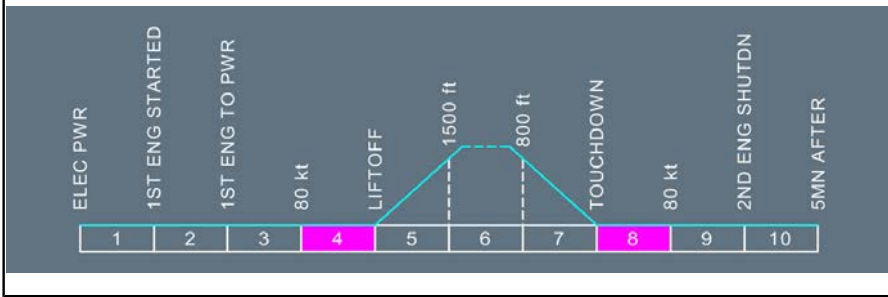 ELEC PWR
1ST ENG STARTED
1ST ENG TO PWR
80 kt
LIFTOFF
1500 ft
800 ft
TOUCHDOWN
80 kt
2ND ENG SHUTDN
5MN AFTER
1 2 3 4 5 6 7 8 9 10